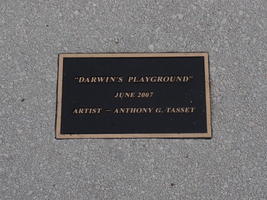 "DARWIN'S PLAYGROUND"
JUNE 2007
ARTIST – ANTHONY G. TASSET